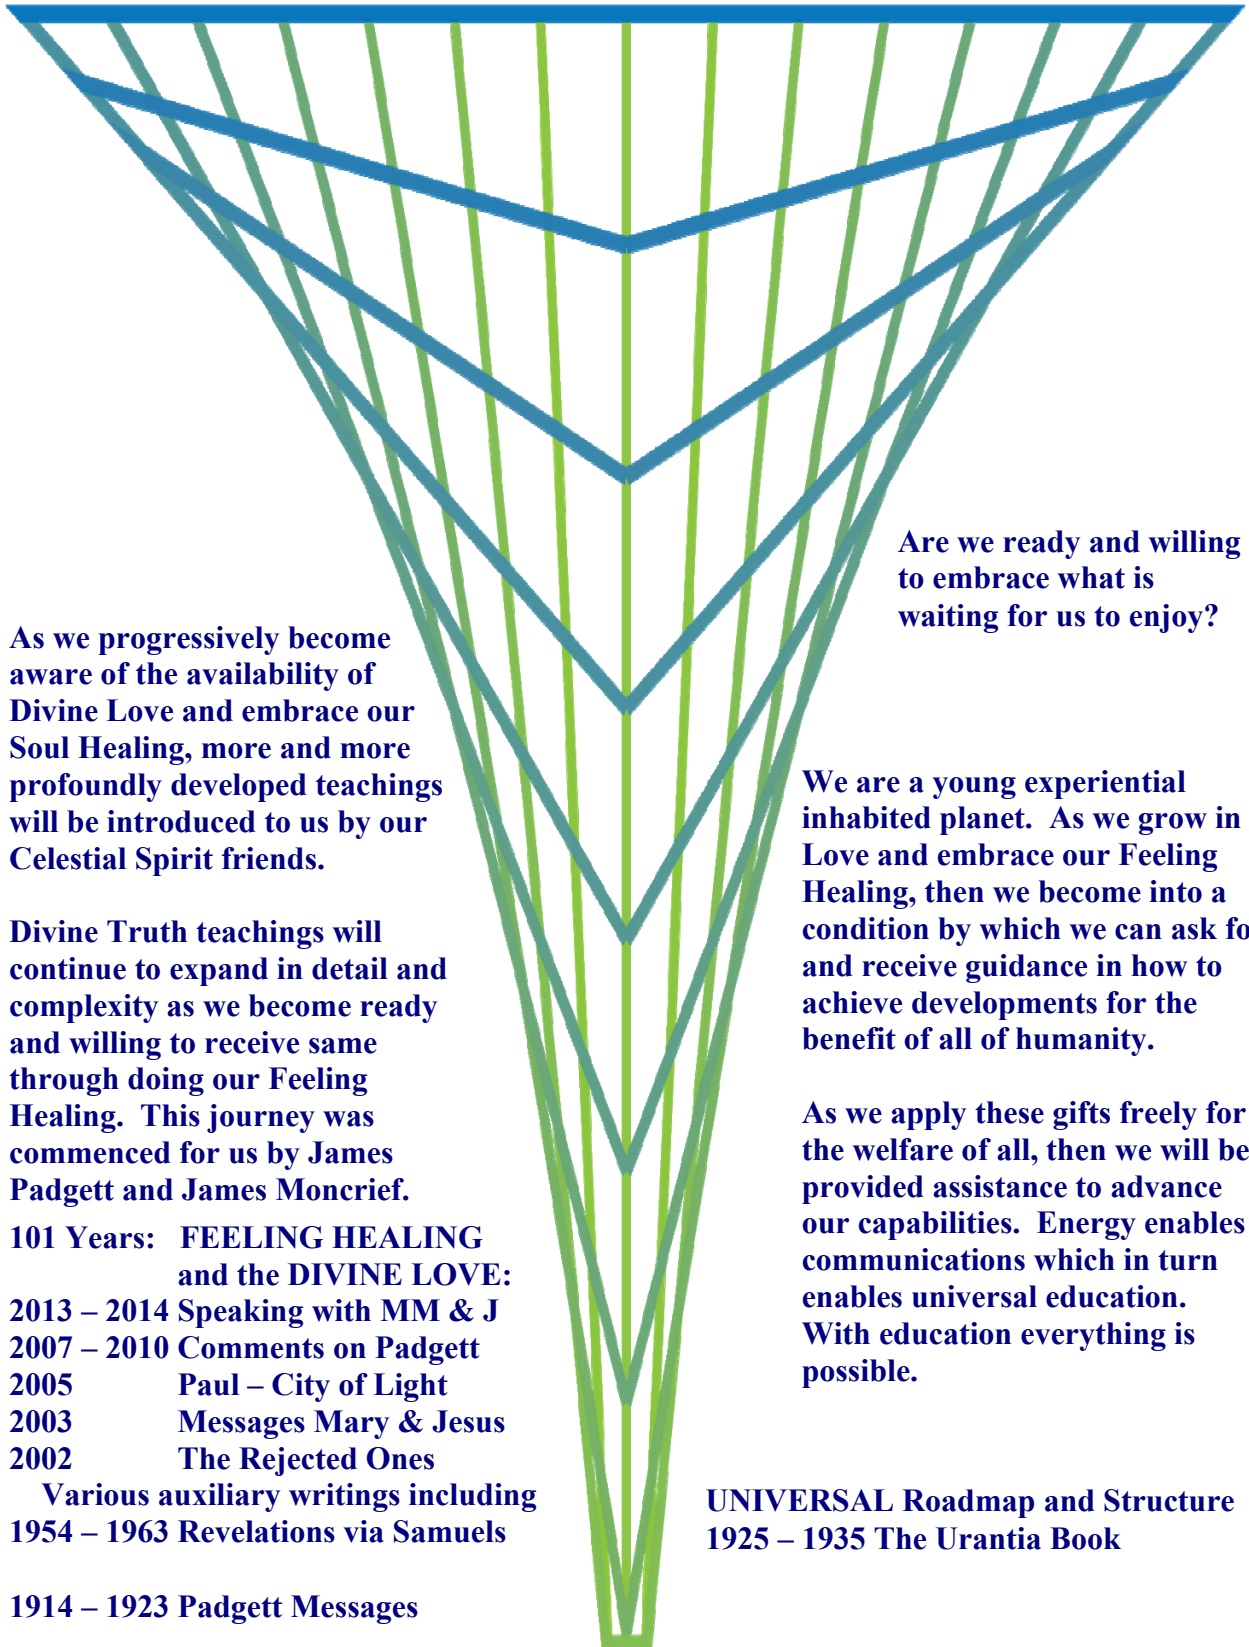 As we progressively become
aware of the availability of
Divine Love and embrace our
Soul Healing, more and more
profoundly developed teachings
will be introduced to us by our
Celestial Spirit friends.
Divine Truth teachings will
continue to expand in detail and
complexity as we become ready
and willing to receive same
through doing our Feeling
Healing.  This journey was
commenced for us by James
Padgett and James Moncrief.
101 Years:   FEELING HEALING
and the DIVINE LOVE:
2013 – 2014 Speaking with MM & J
2007 – 2010 Comments on Padgett
2005 Paul – City of Light
2003 Messages Mary & Jesus
2002 The Rejected Ones
Various auxiliary writings including
1954 – 1963 Revelations via Samuels
1914 – 1923 Padgett Messages
Are we ready and willing
to embrace what is
waiting for us to enjoy?
We are a young experiential
inhabited planet.  As we grow in
Love and embrace our Feeling
Healing, then we become into a
condition by which we can ask fo
and receive guidance in how to
achieve developments for the
benefit of all of humanity.
As we apply these gifts freely for
the welfare of all, then we will be
provided assistance to advance
our capabilities.  Energy enables
communications which in turn
enables universal education.
With education everything is
possible.
UNIVERSAL Roadmap and Structure
1925 – 1935 The Urantia Book